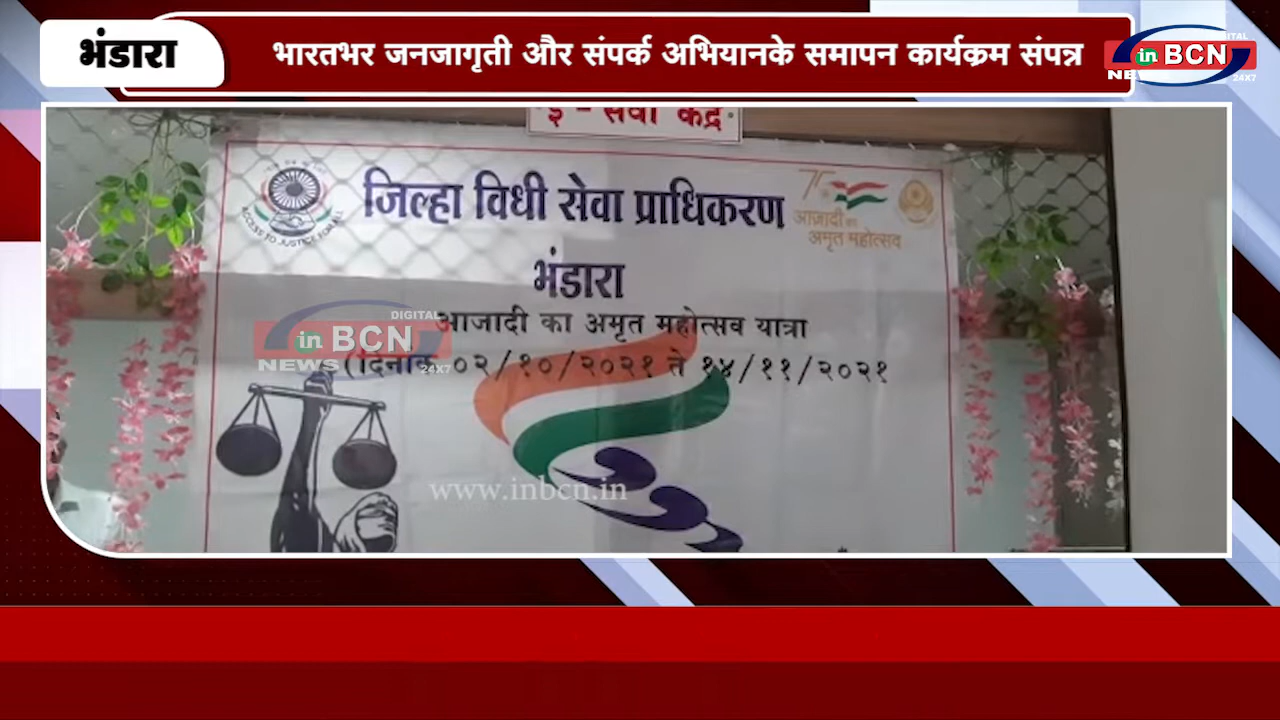 भंडारा
भारतभर जनजागृती और संपर्क अभियानके समापन कार्यक्रम संपन्न
DIGITAL
in BCN
NEWS 24X7
ई - सेवा केंद्र
जिल्हा विधी सेवा प्राधिकरण
ACCESS TO JUSTICE FOR ALL
75
आज़ादी का
अमृत महोत्सव
भंडारा
आजादी का अमृत महोत्सव यात्रा
(दिनांक ०२/१०/२०२१ ते १४/११/२०२१
DIGITAL
in BCN
NEWS 24X7
www.inbcn.in